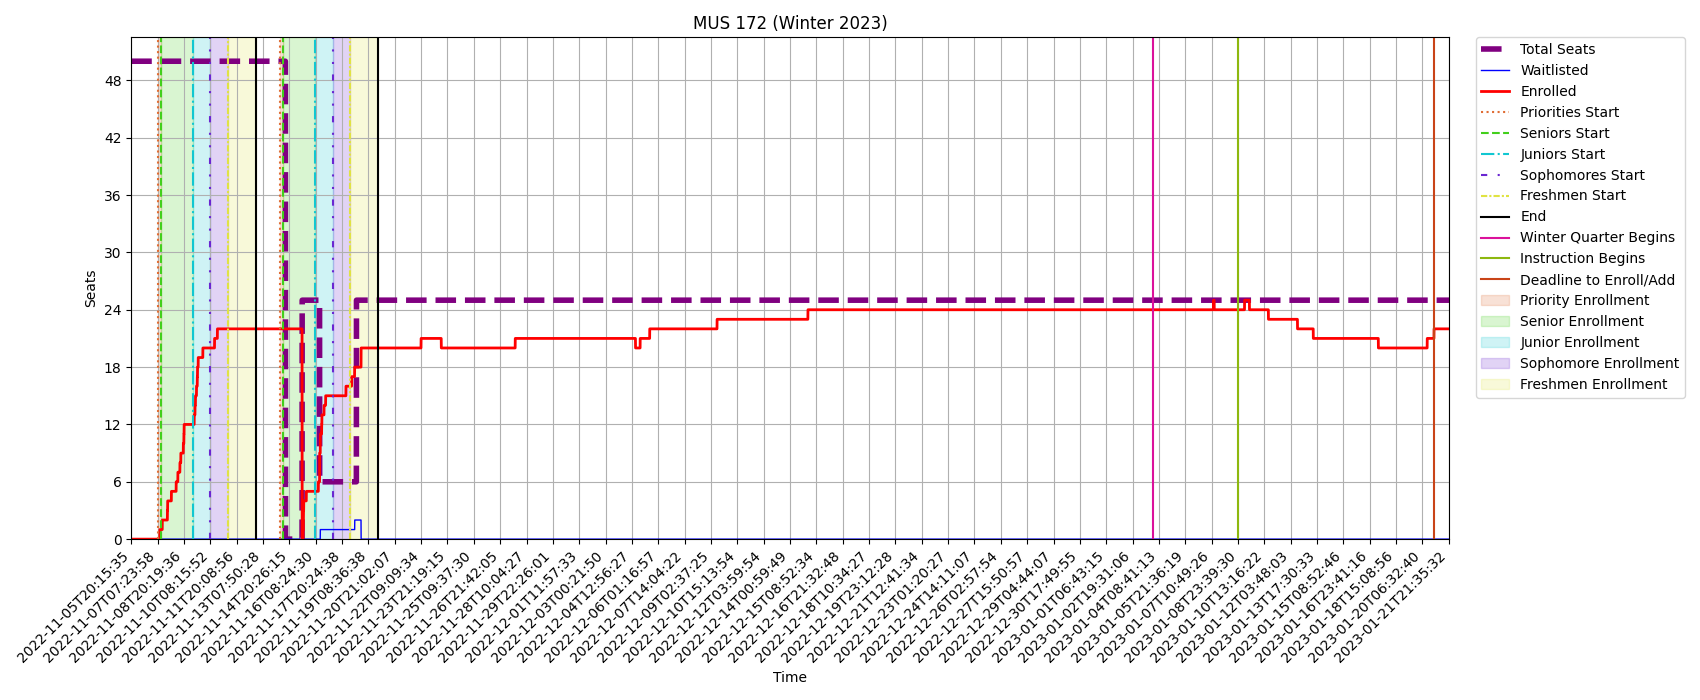 MUS 172 (Winter 2023)
Seats
48
42
36
30
24
18
12
6
0
2022-11-05T20:15:35
2022-11-07T07:23:58
2022-11-08T20:19:36
2022-11-10T08:15:52
2022-11-11T20:08:56
2022-11-13T07:50:28
2022-11-14T20:26:15
2022-11-16T08:24:30
2022-11-17T20:24:38
2022-11-19T08:36:38
2022-11-20T21:02:07
2022-11-22T09:09:34
2022-11-23T21:19:15
2022-11-25T09:37:30
2022-11-26T21:42:05
2022-11-28T10:04:27
2022-11-29T22:26:01
2022-12-01T11:57:33
2022-12-03T00:21:50
2022-12-04T12:56:27
2022-12-06T01:16:57
2022-12-07T14:04:22
2022-12-09T02:37:25
2022-12-10T15:13:54
2022-12-12T03:59:54
2022-12-14T00:59:49
2022-12-15T08:52:34
2022-12-16T21:32:48
2022-12-18T10:34:27
2022-12-19T23:12:28
2022-12-21T12:41:34
2022-12-23T01:20:27
2022-12-24T14:11:07
2022-12-26T02:57:54
2022-12-27T15:50:57
2022-12-29T04:44:07
2022-12-30T17:49:55
2023-01-01T06:43:15
2023-01-02T19:31:06
2023-01-04T08:41:13
2023-01-05T21:36:19
2023-01-07T10:49:26
2023-01-08T23:39:30
2023-01-10T13:16:22
2023-01-12T03:48:03
2023-01-13T17:30:33
2023-01-15T08:52:46
2023-01-16T23:41:16
2023-01-18T15:08:56
2023-01-20T06:32:40
2023-01-21T21:35:32
Time
Total Seats
Waitlisted
Enrolled
Priorities Start
Seniors Start
Juniors Start
Sophomores Start
Freshmen Start
End
Winter Quarter Begins
Instruction Begins
Deadline to Enroll/Add
Priority Enrollment
Senior Enrollment
Junior Enrollment
Sophomore Enrollment
Freshmen Enrollment